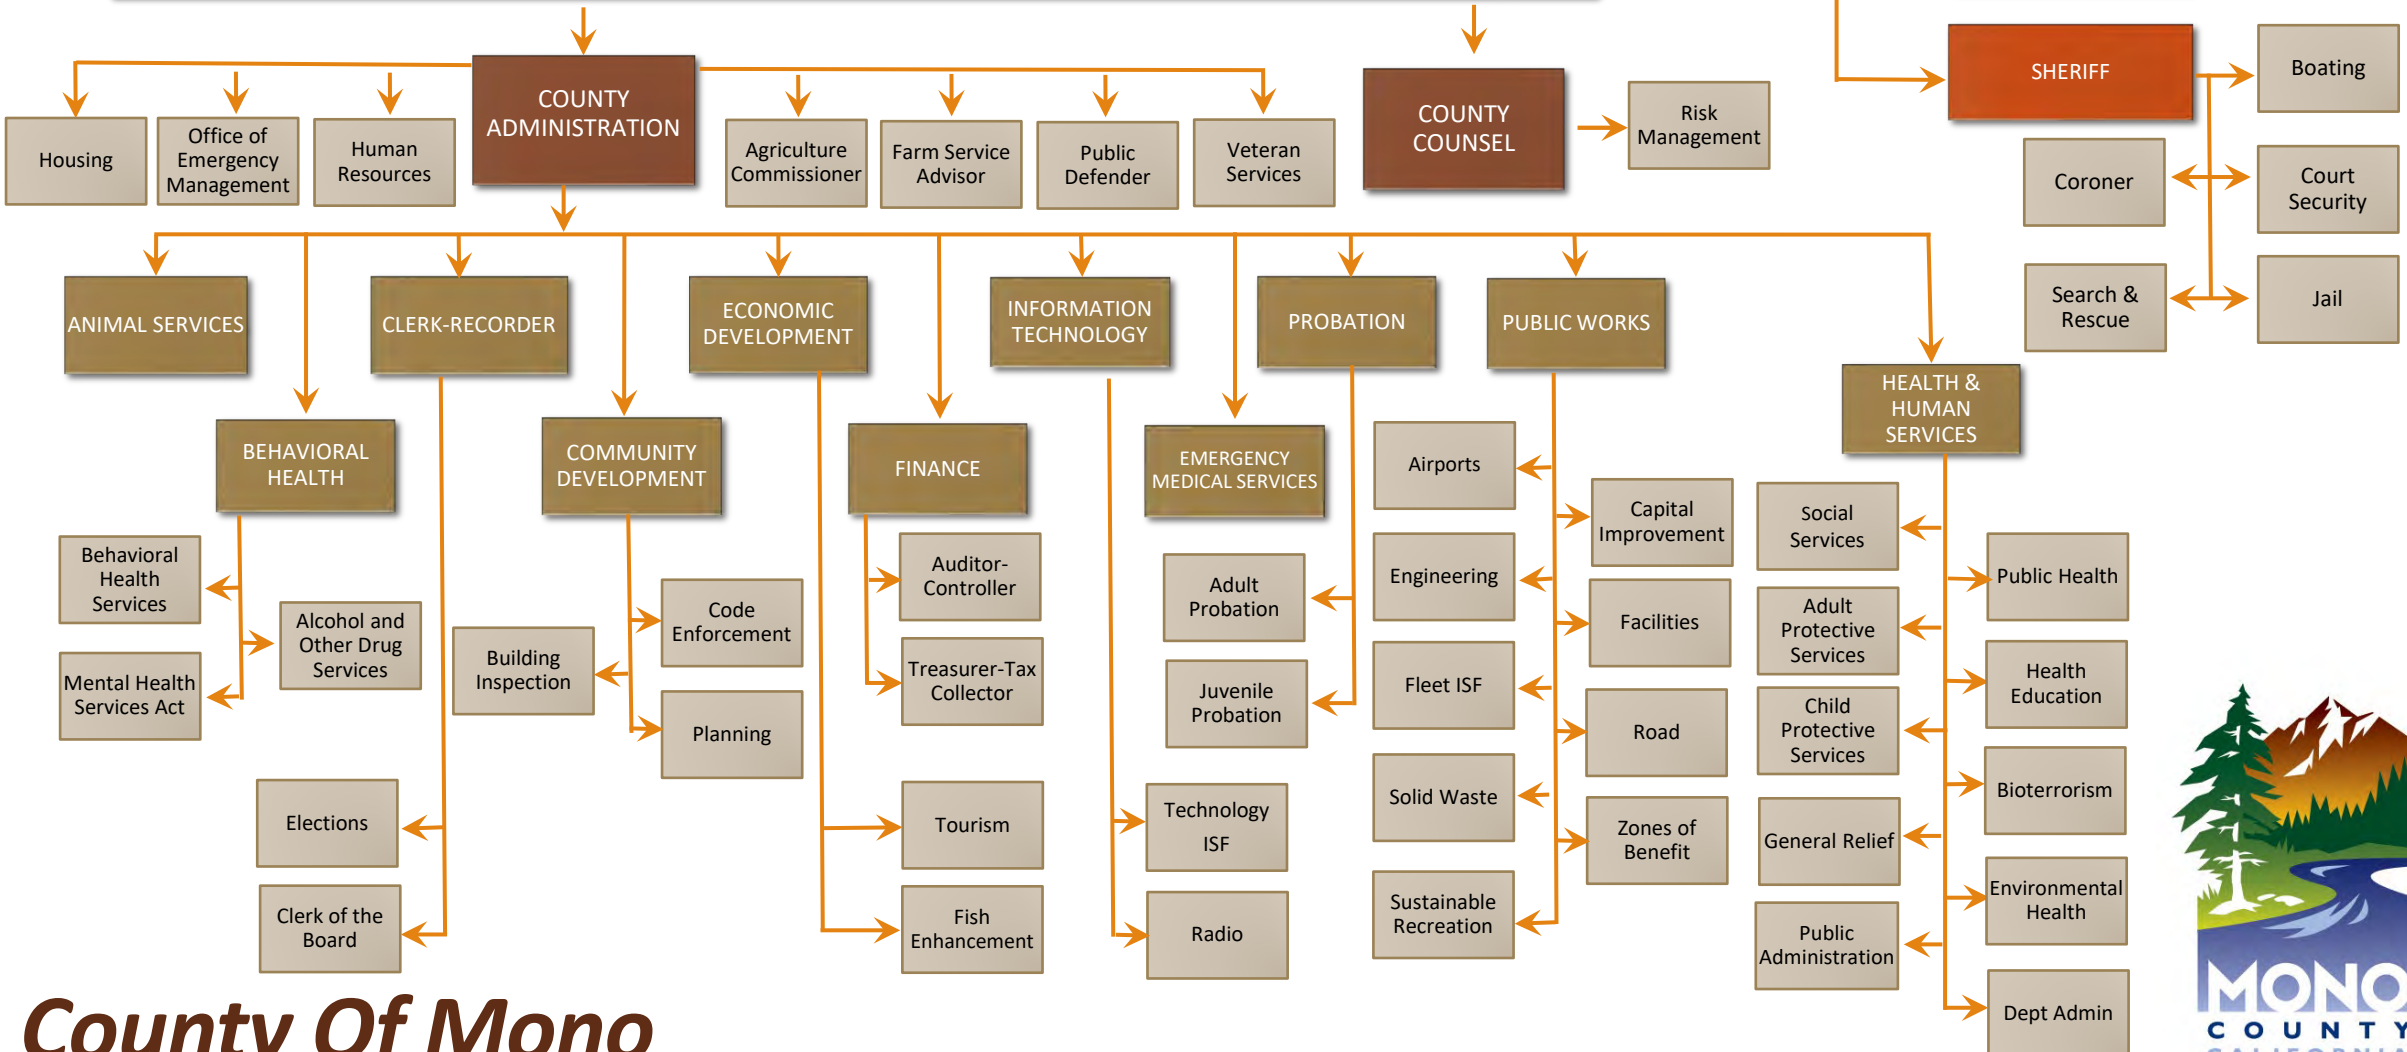 COUNTY
ADMINISTRATION
COUNTY
COUNSEL
Risk
Management
SHERIFF
Boating
Housing
Office of
Emergency
Management
Human
Resources
Agriculture
Commissioner
Farm Service
Advisor
Public
Defender
Veteran
Services
Coroner
Court
Security
Search &
Rescue
Jail
ANIMAL SERVICES
CLERK-RECORDER
ECONOMIC
DEVELOPMENT
INFORMATION
TECHNOLOGY
PROBATION
PUBLIC WORKS
HEALTH &
HUMAN
SERVICES
BEHAVIORAL
HEALTH
COMMUNITY
DEVELOPMENT
FINANCE
EMERGENCY
MEDICAL SERVICES
Behavioral
Health
Services
Alcohol and
Other Drug
Services
Mental Health
Services Act
Elections
Clerk of the
Board
Code
Enforcement
Building
Inspection
Planning
Auditor-
Controller
Treasurer-Tax
Collector
Tourism
Fish
Enhancement
Technology
ISF
Radio
Adult
Probation
Juvenile
Probation
Airports
Capital
Improvement
Engineering
Facilities
Fleet ISF
Road
Solid Waste
Zones of
Benefit
Sustainable
Recreation
Social
Services
Public Health
Adult
Protective
Services
Health
Education
Child
Protective
Services
Bioterrorism
General Relief
Environmental
Health
Public
Administration
Dept Admin
County Of Mono
MONO
COUNTY
CALIFORNIA